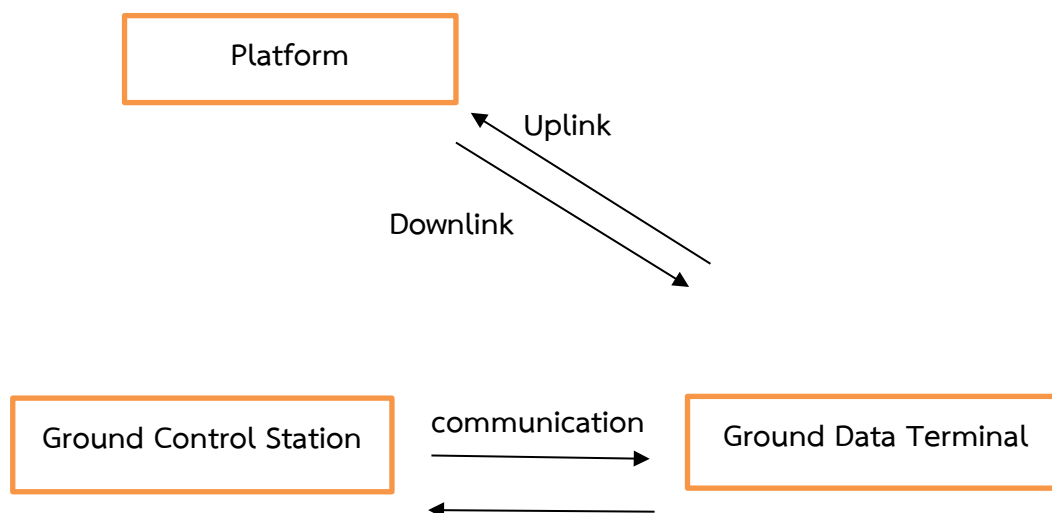 Platform
Uplink
Downlink
communication
Ground Control Station
Ground Data Terminal